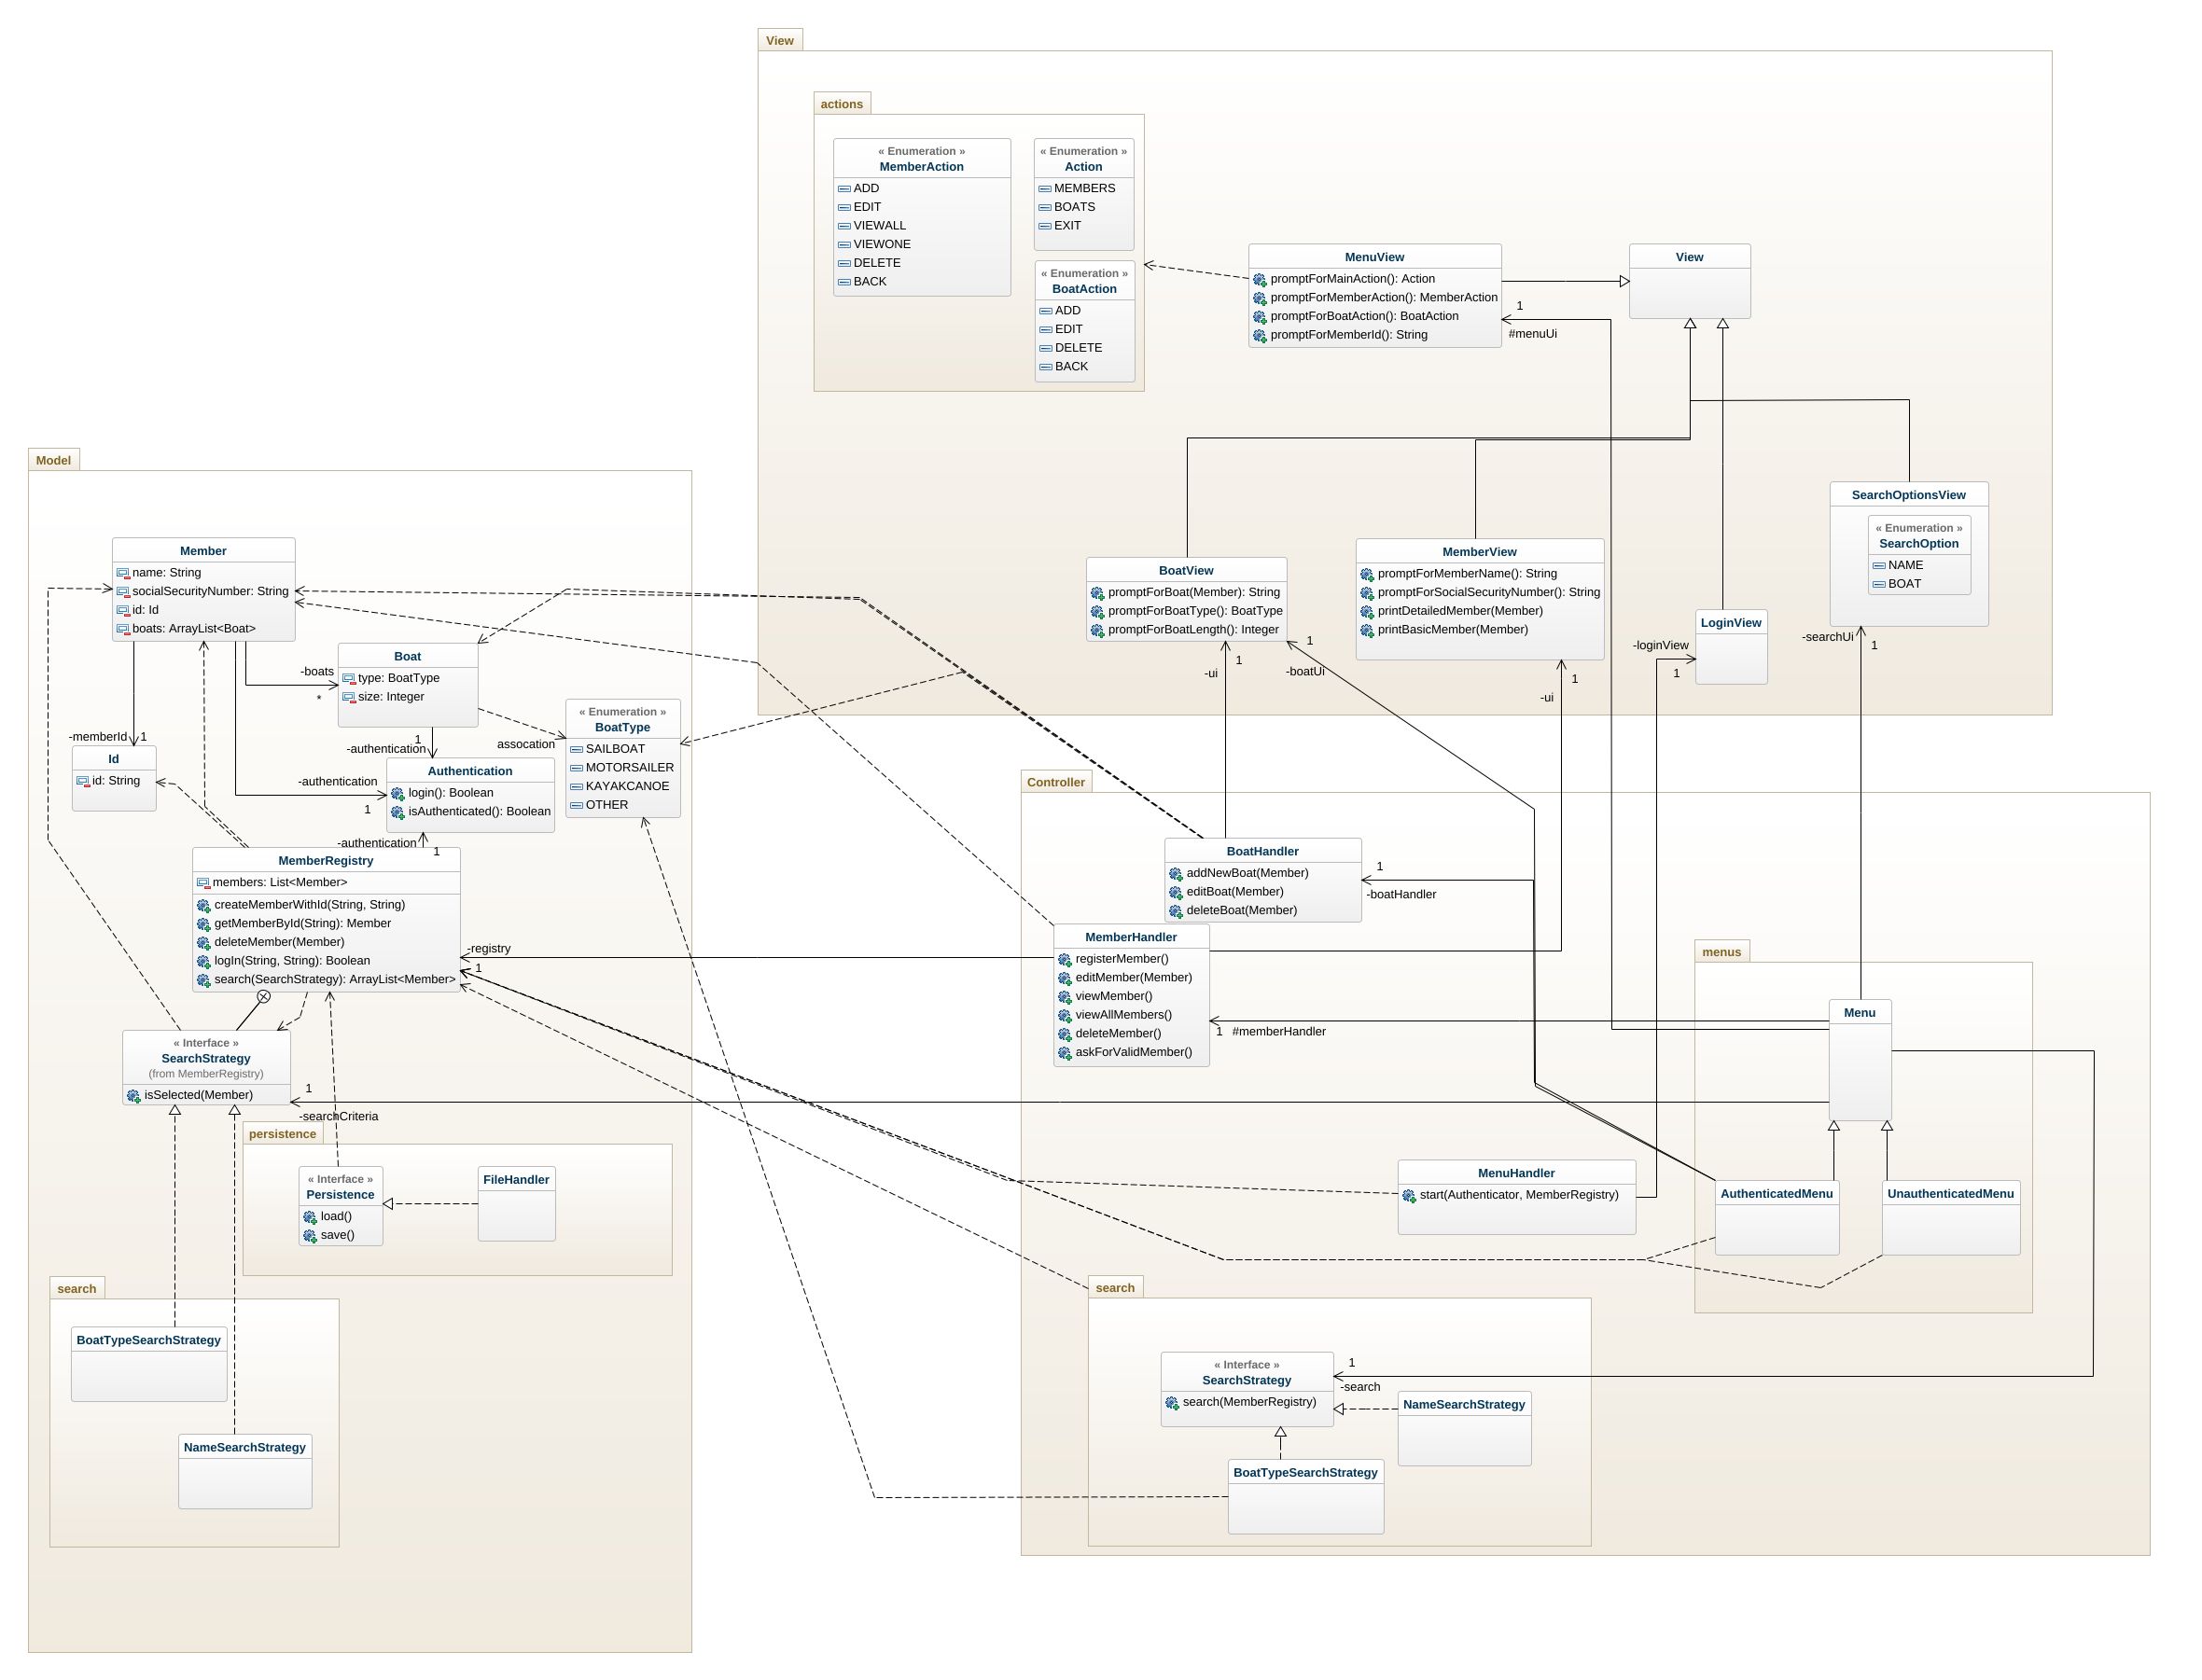 View
actions
« Enumeration »
MemberAction
ADD
EDIT
VIEWALL
VIEWONE
DELETE
BACK
« Enumeration »
Action
MEMBERS
BOATS
EXIT
« Enumeration »
BoatAction
ADD
EDIT
DELETE
BACK
MenuView
promptForMainAction(): Action
promptForMemberAction(): MemberAction
promptForBoatAction(): BoatAction
promptForMemberId(): String
1
#menuUi
View
SearchOptionsView
« Enumeration »
SearchOption
NAME
BOAT
BoatView
promptForBoat(Member): String
promptForBoatType(): BoatType
promptForBoatLength(): Integer
MemberView
promptForMemberName(): String
promptForSocialSecurityNumber(): String
printDetailedMember(Member)
printBasicMember(Member)
LoginView
-loginView
1
-searchUi
1
-ui
1
1
-boatUi
-ui
1
Model
Member
name: String
socialSecurityNumber: String
id: Id
boats: ArrayList<Boat>
-boats
*
Boat
type: BoatType
size: Integer
« Enumeration »
BoatType
SAILBOAT
MOTORSAILER
KAYAKCANOE
OTHER
assocation
-memberId
1
Id
id: String
1
-authentication
Authentication
login(): Boolean
isAuthenticated(): Boolean
-authentication
1
-authentication
1
MemberRegistry
members: List<Member>
createMemberWithId(String, String)
getMemberById(String): Member
deleteMember(Member)
logIn(String, String): Boolean
search(SearchStrategy): ArrayList<Member>
-registry
1
« Interface »
SearchStrategy
(from MemberRegistry)
isSelected(Member)
1
-searchCriteria
persistence
« Interface »
Persistence
load()
save()
FileHandler
search
BoatTypeSearchStrategy
NameSearchStrategy
Controller
BoatHandler
addNewBoat(Member)
editBoat(Member)
deleteBoat(Member)
1
-boatHandler
MemberHandler
registerMember()
editMember(Member)
viewMember()
viewAllMembers()
deleteMember()
askForValidMember()
1
#memberHandler
menus
Menu
AuthenticatedMenu
UnauthenticatedMenu
MenuHandler
start(Authenticator, MemberRegistry)
search
« Interface »
SearchStrategy
search(MemberRegistry)
1
-search
NameSearchStrategy
BoatTypeSearchStrategy